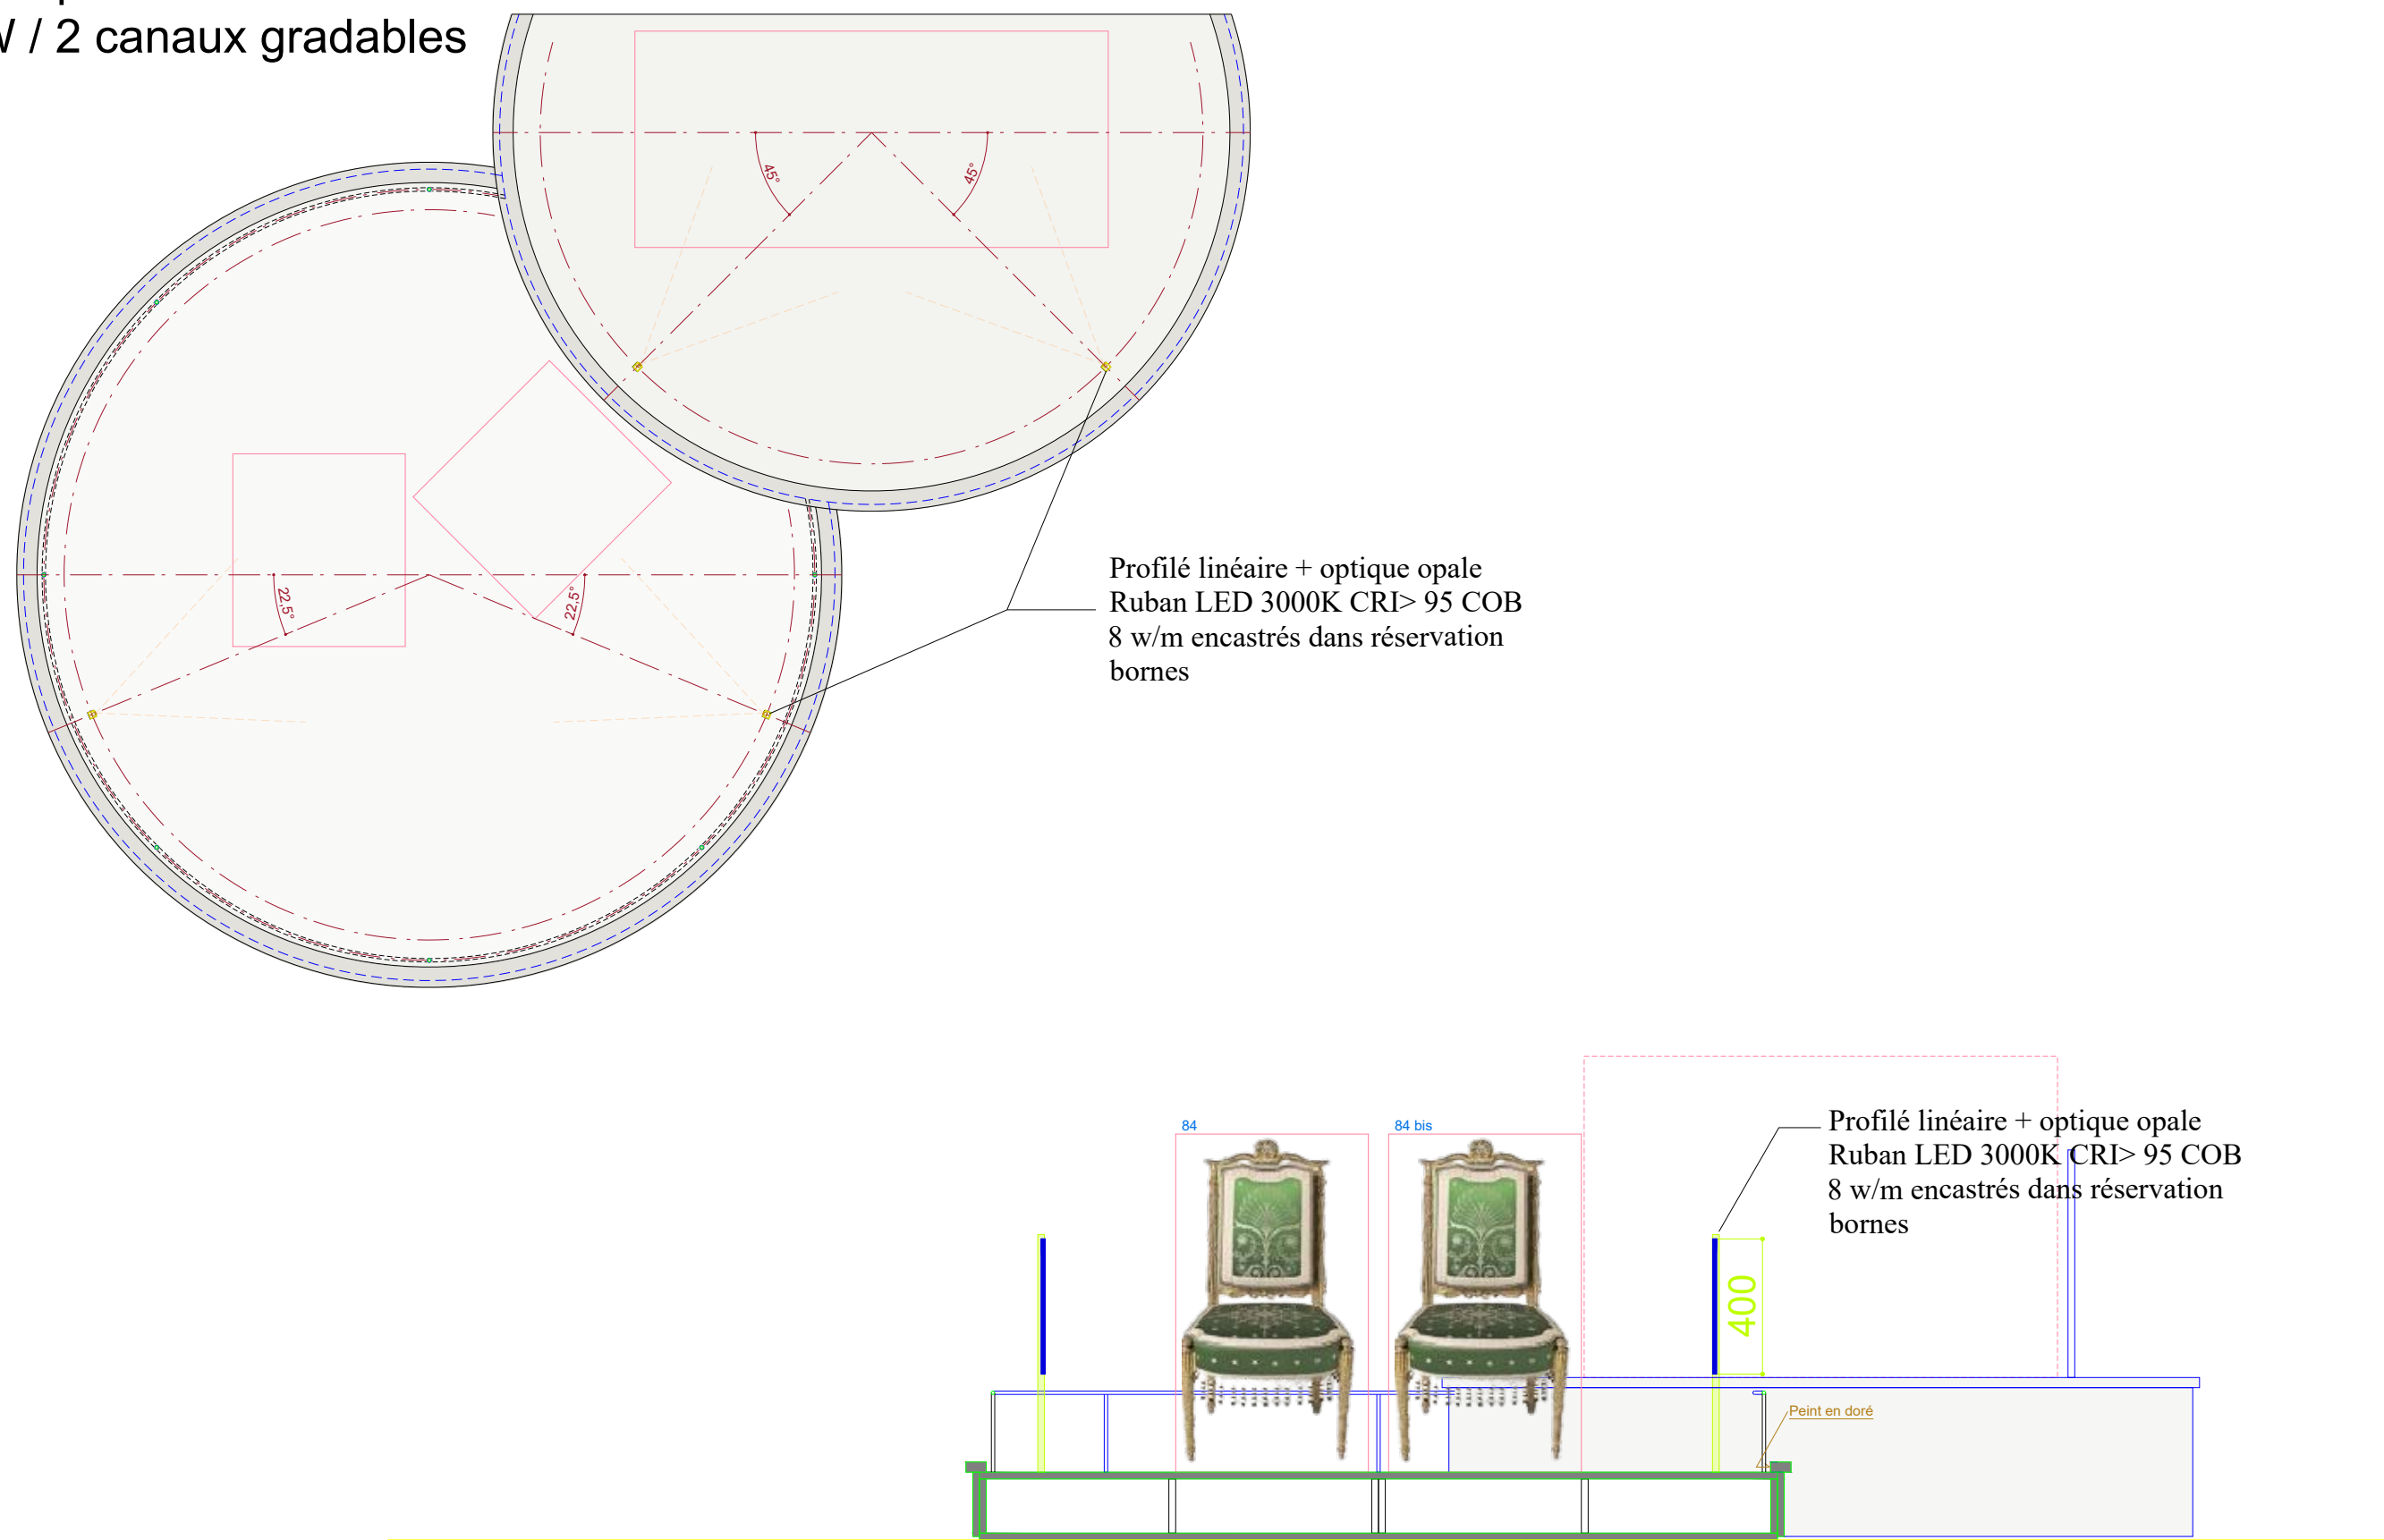 / 2 canaux gradables
45°
45°
22,5°
22,5°
Profilé linéaire + optique opale
Ruban LED 3000K CRI> 95 COB
8 w/m encastrés dans réservation
bornes
84
84 bis
Profilé linéaire + optique opale
Ruban LED 3000K CRI> 95 COB
8 w/m encastrés dans réservation
bornes
400
Peint en doré